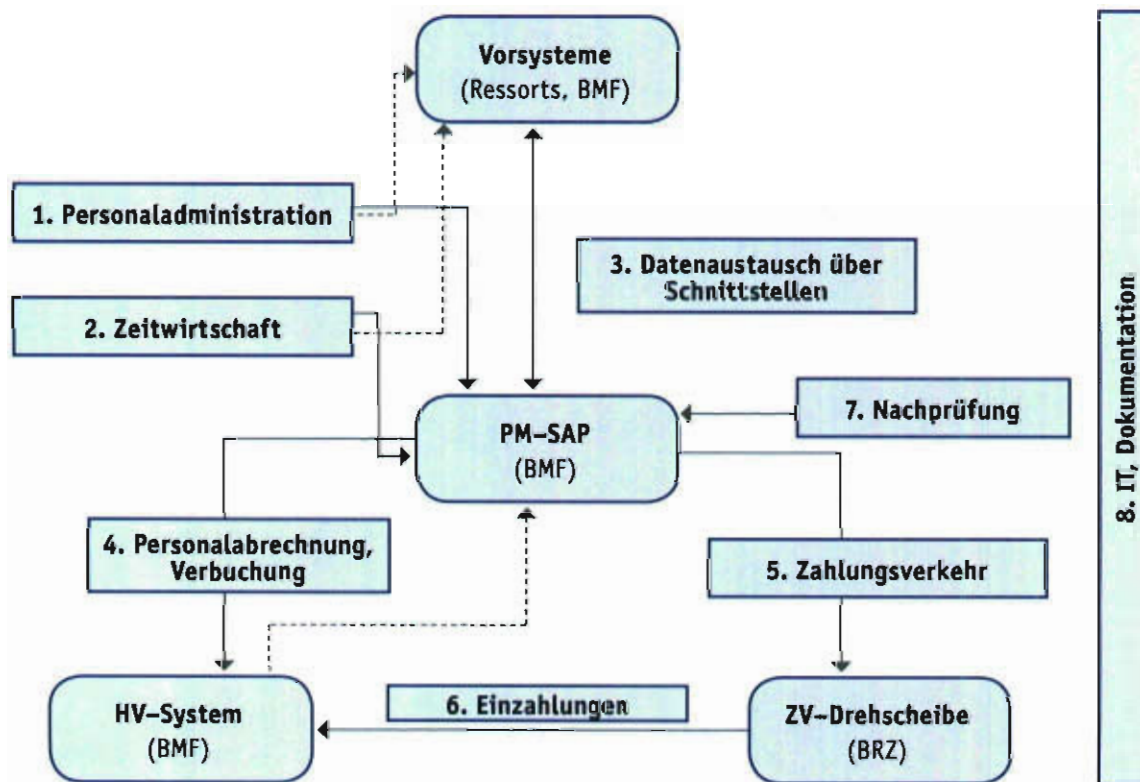 Vorsysteme
(Ressorts, BMF)
1. Personaladministration
3. Datenaustausch über
Schnittstellen
2. Zeitwirtschaft
7. Nachprüfung
PM–SAP
(BMF)
4. Personalabrechnung,
Verbuchung
5. Zahlungsverkehr
6. Einzahlungen
HV–System
(BMF)
ZV–Drehscheibe
(BRZ)
8. IT, Dokumentation